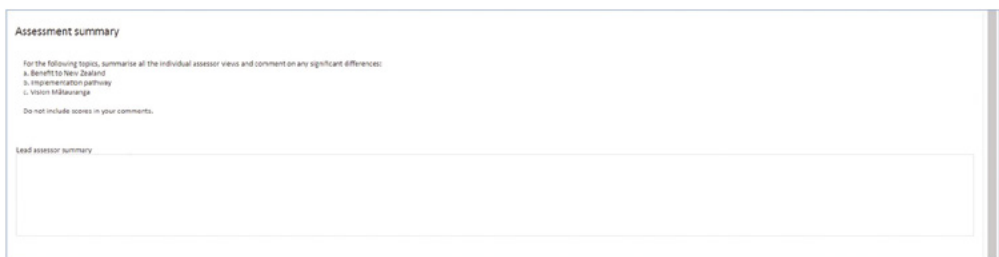 Assessment summary
For the following topics, summarise all the individual assessor views and comment on any significant differences:
a. Benefit to New Zealand
b. Implementation pathway
c. Vision Mātauranga
Do not include scores in your comments.
Lead assessor summary